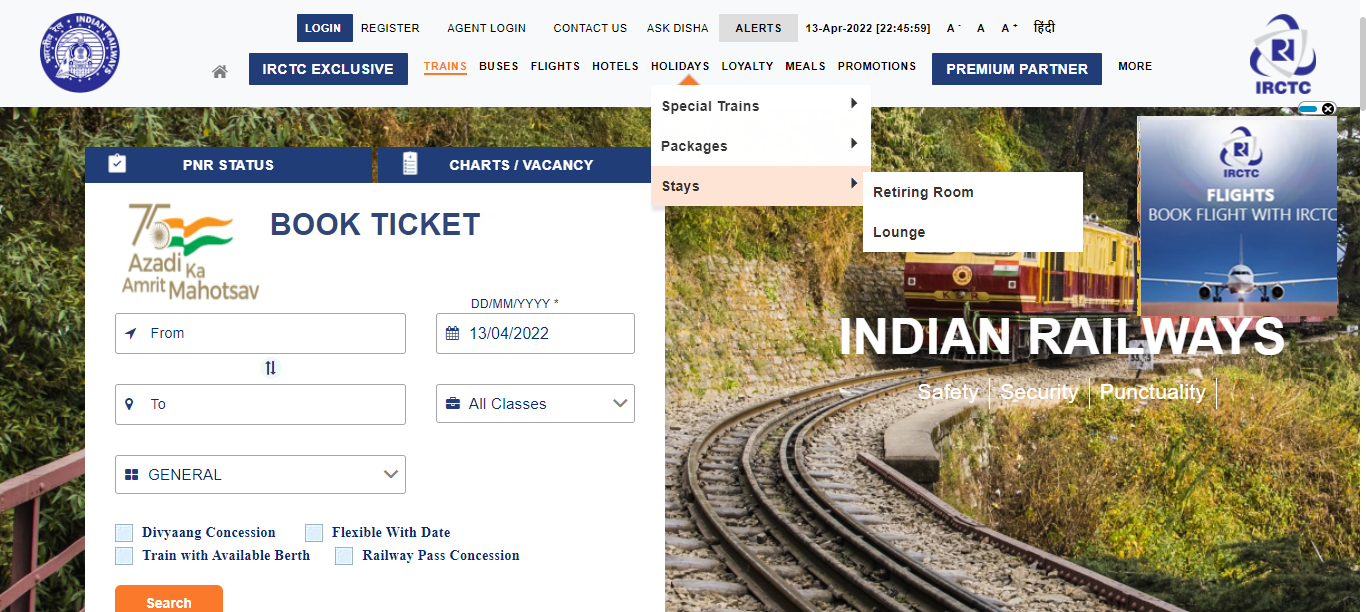 LOGIN REGISTER AGENT LOGIN CONTACT US ASK DISHA ALERTS 13-Apr-2022 [22:45:59] A - A A + हिंदी
INDIAN RAILWAYS
भारतीय रेल
IRCTC EXCLUSIVE TRAINS BUSES FLIGHTS HOTELS HOLIDAYS LOYALTY MEALS PROMOTIONS PREMIUM PARTNER MORE
IRCTC
Special Trains
Packages
Stays
Retiring Room
Lounge
PNR STATUS
CHARTS / VACANCY
75
Azadi Ka
Amrit Mahotsav
BOOK TICKET
DD/MM/YYYY *
From
13/04/2022
To
All Classes
GENERAL
Divyaang Concession
Flexible With Date
Train with Available Berth
Railway Pass Concession
Search
IRCTC
FLIGHTS
BOOK FLIGHT WITH IRCTC
INDIAN RAILWAYS
Safety | Security | Punctuality |